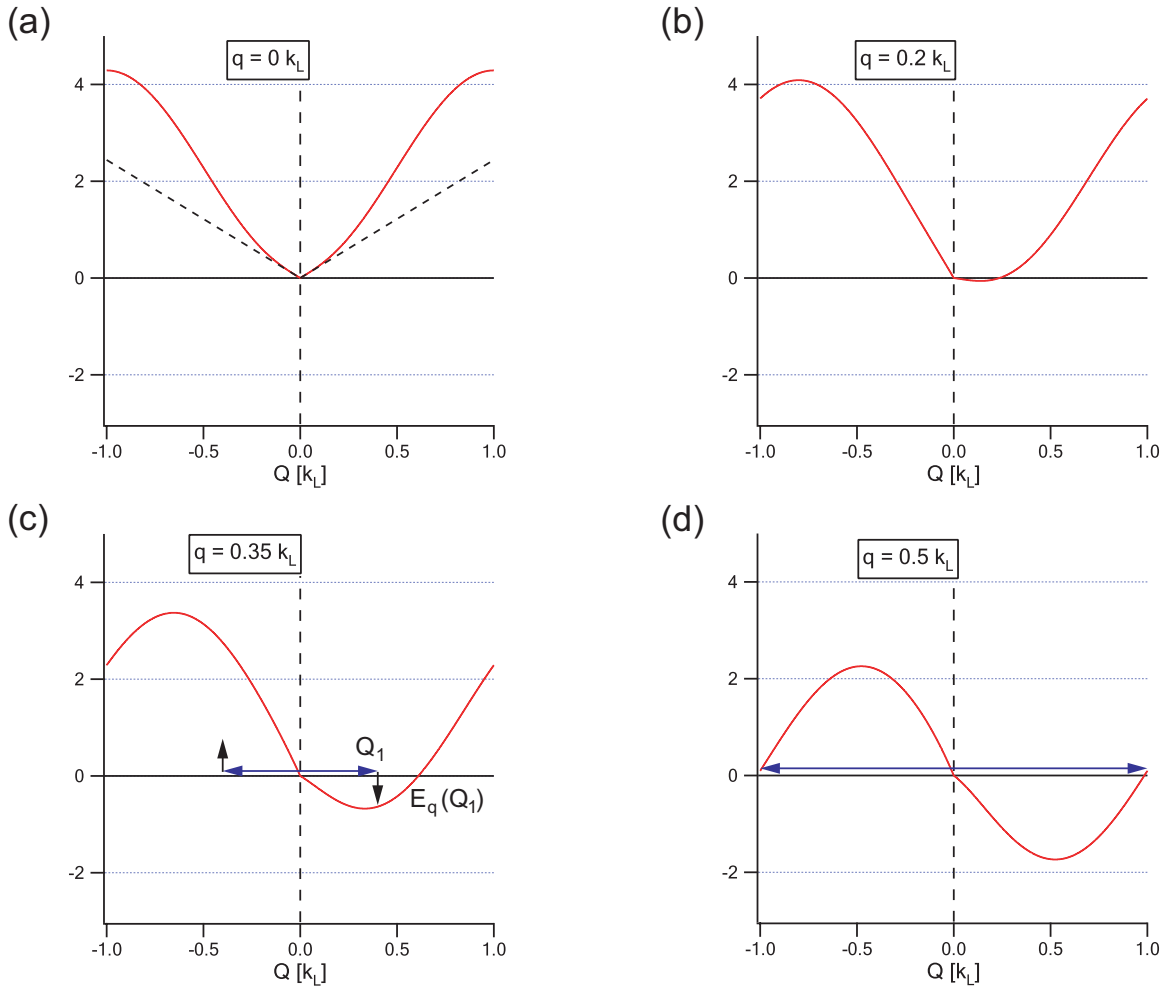 (a)
q = 0 k_L
4
2
0
-2
-1.0 -0.5 0.0 0.5 1.0
Q [k_L]
(b)
q = 0.2 k_L
4
2
0
-2
-1.0 -0.5 0.0 0.5 1.0
Q [k_L]
(c)
q = 0.35 k_L
4
2
Q_1
0
E_q(Q_1)
-2
-1.0 -0.5 0.0 0.5 1.0
Q [k_L]
(d)
q = 0.5 k_L
4
2
0
-2
-1.0 -0.5 0.0 0.5 1.0
Q [k_L]